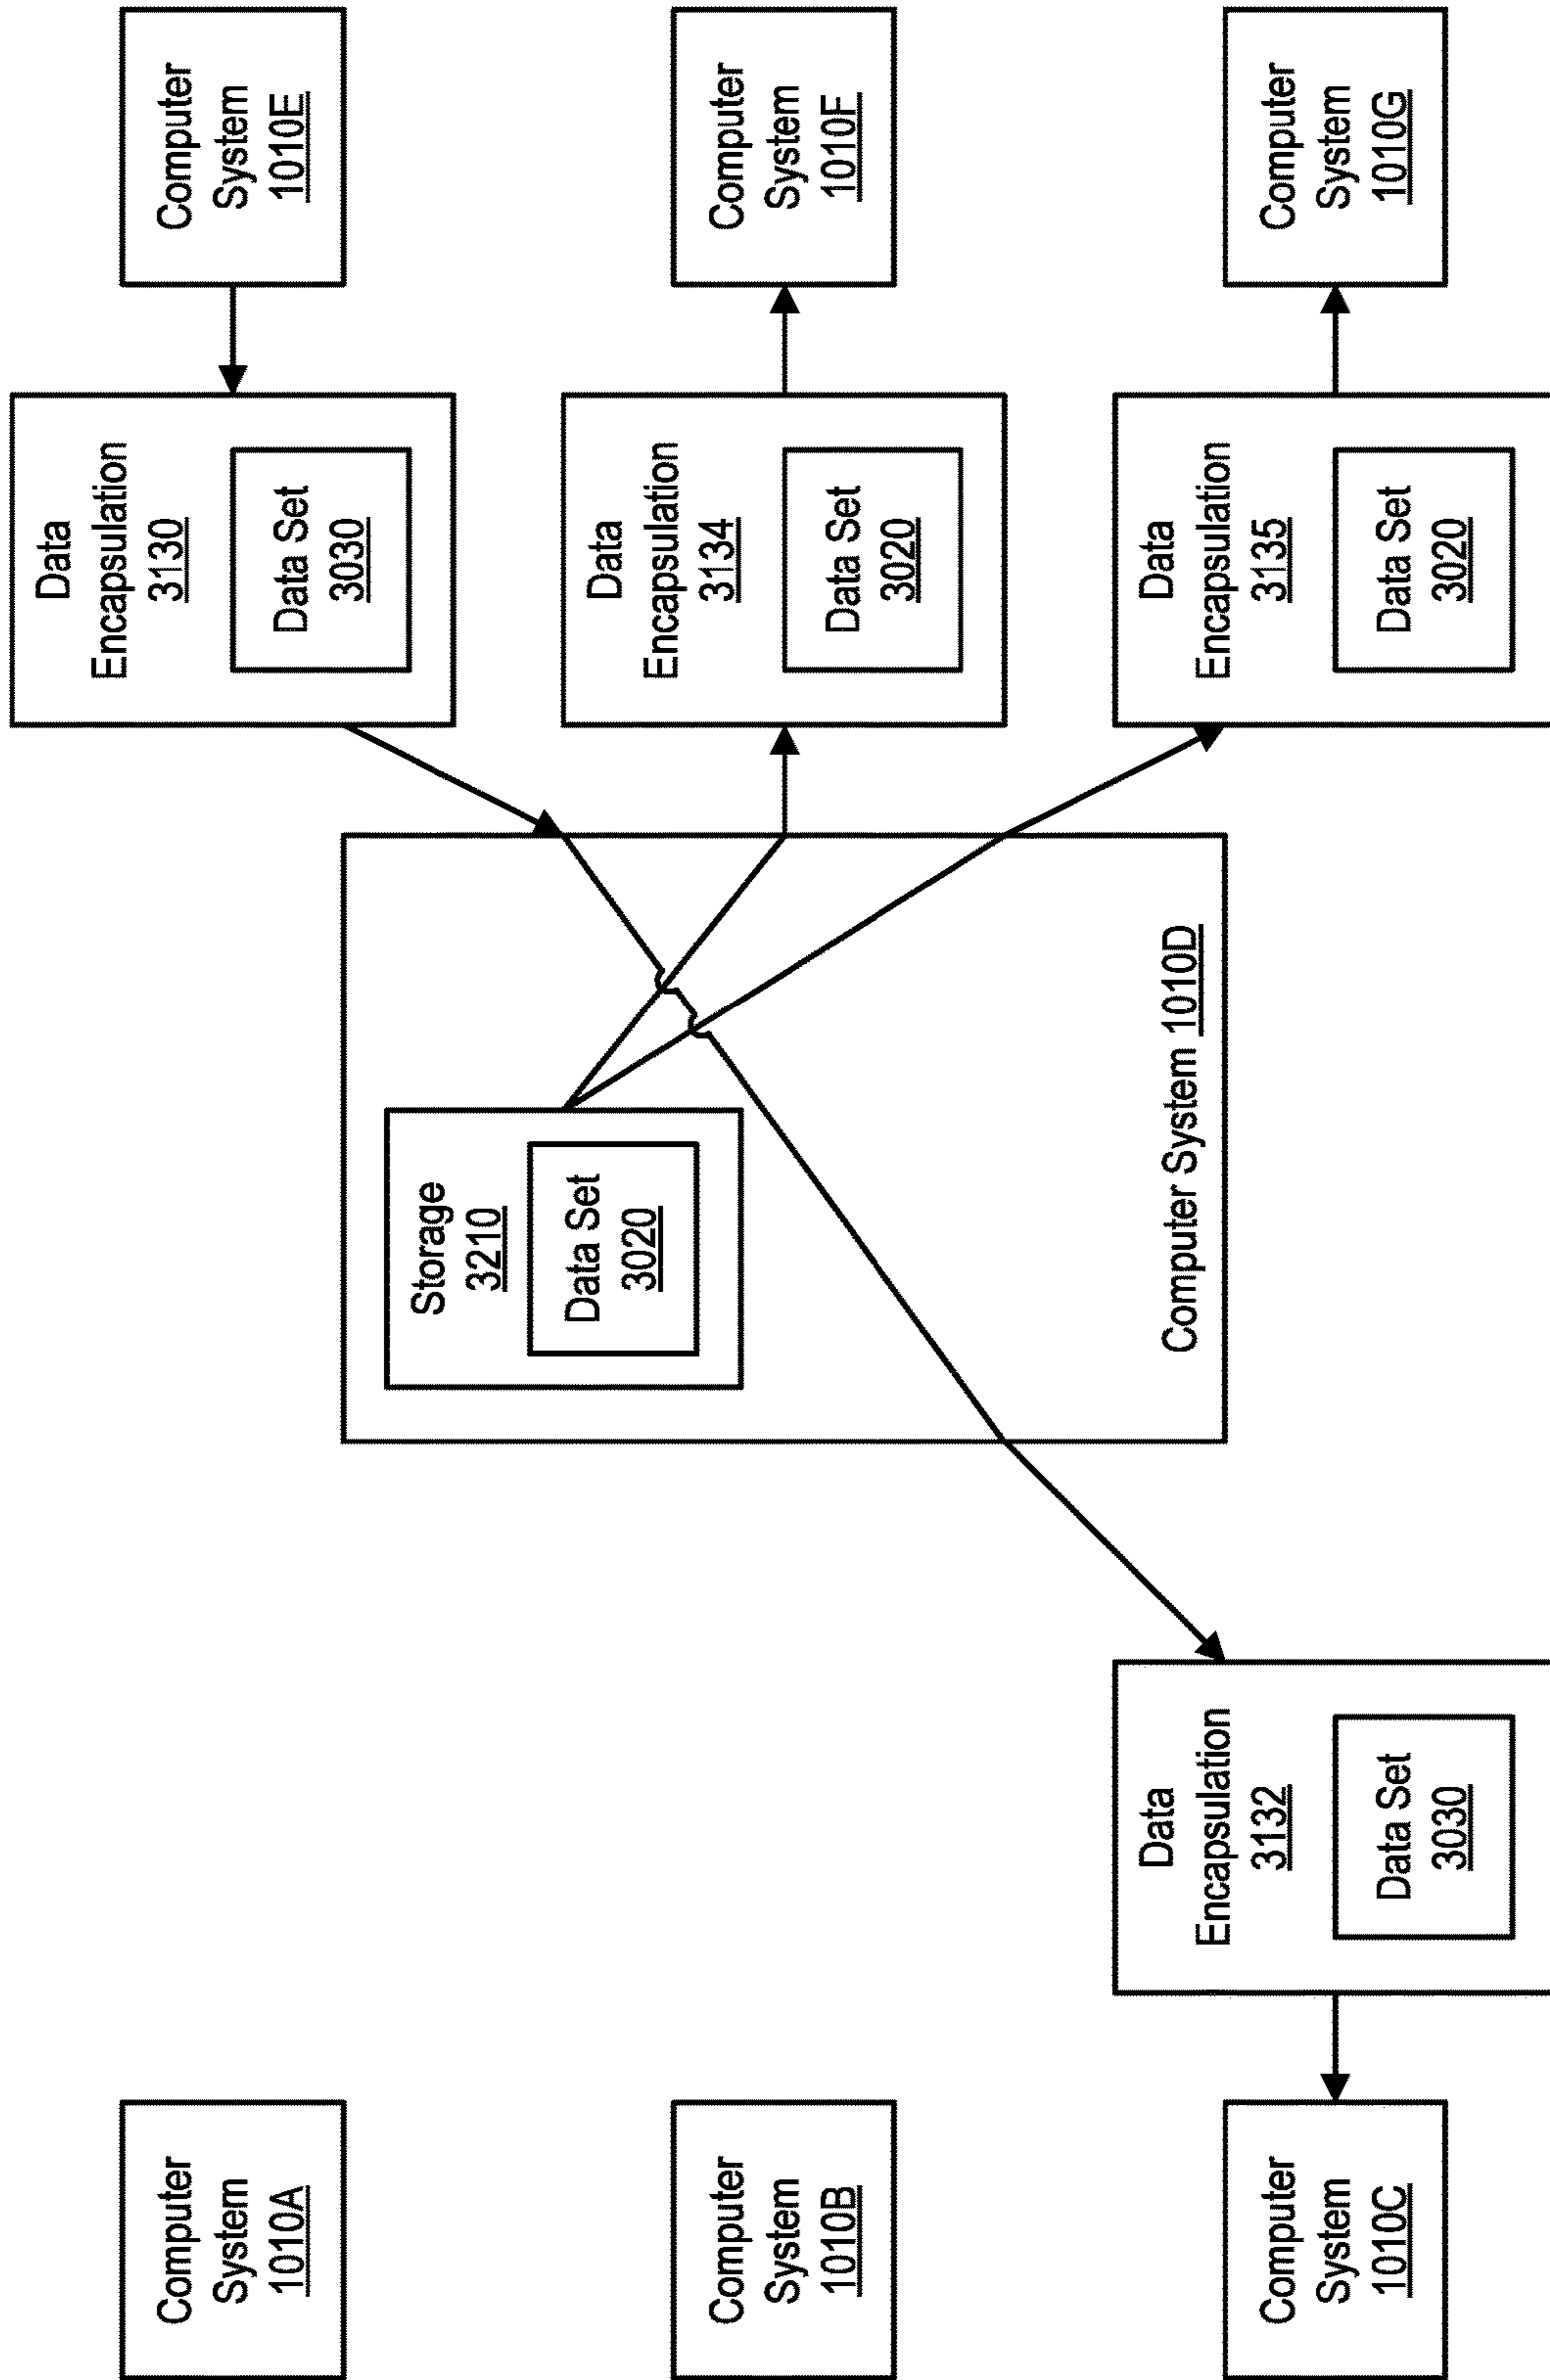 Computer
System
1010A
Computer
System
1010B
Computer
System
1010C
Data
Encapsulation
3132
Data Set
3030
Storage
3210
Data Set
3020
Computer System 1010D
Data
Encapsulation
3130
Data Set
3030
Data
Encapsulation
3134
Data Set
3020
Data
Encapsulation
3135
Data Set
3020
Computer
System
1010E
Computer
System
1010F
Computer
System
1010G